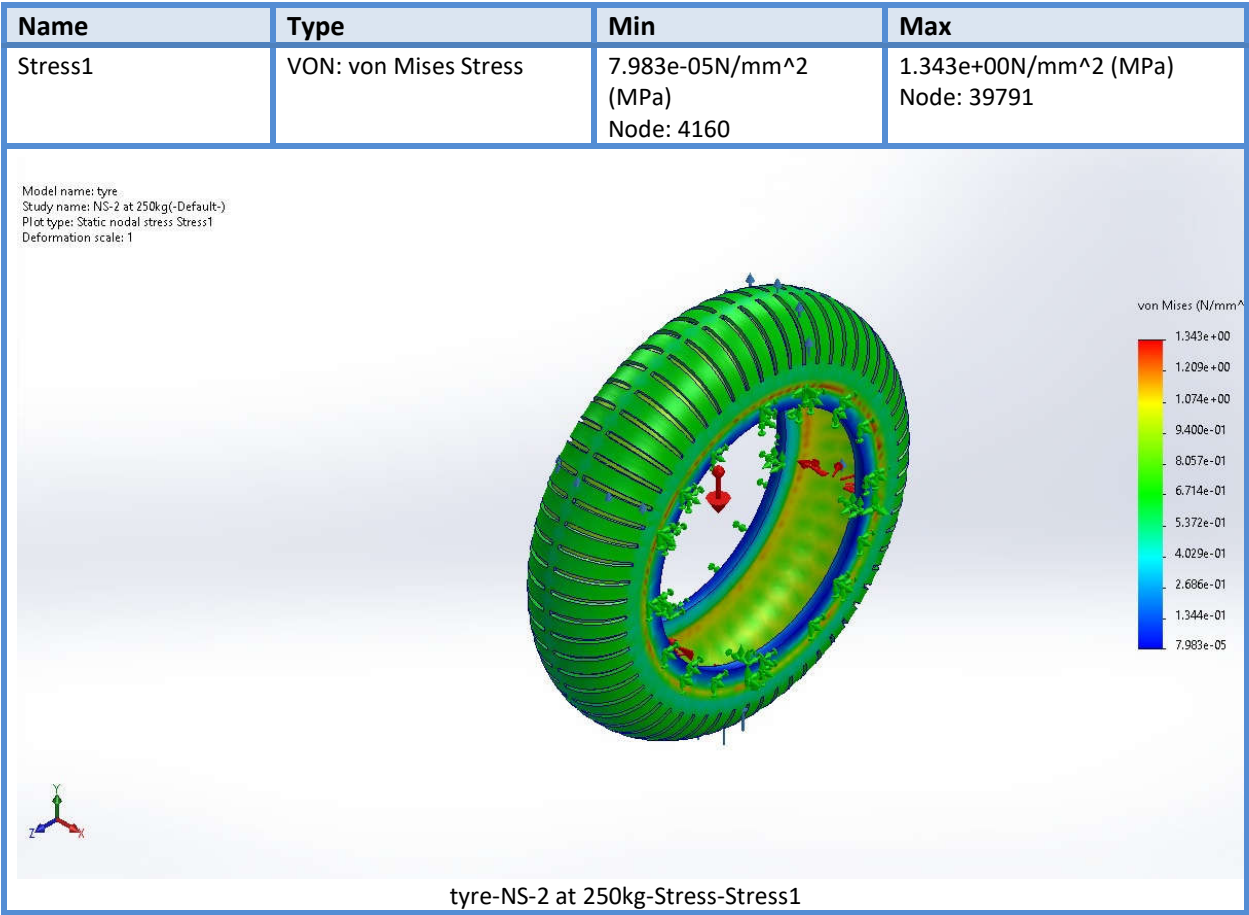 Name Type Min Max
Stress1 VON: von Mises Stress 7.983e-05N/mm^2 1.343e+00N/mm^2 (MPa)
(MPa) Node: 39791
Node: 4160
Model name: tyre
Study name: NS-2 at 250kg(-Default-)
Plot type: Static nodal stress Stress1
Deformation scale: 1
von Mises (N/mm^
1.343e+00
1.209e+00
1.074e+00
9.400e-01
8.057e-01
6.714e-01
5.372e-01
4.029e-01
2.686e-01
1.344e-01
7.983e-05
Y
Z X
tyre-NS-2 at 250kg-Stress-Stress1